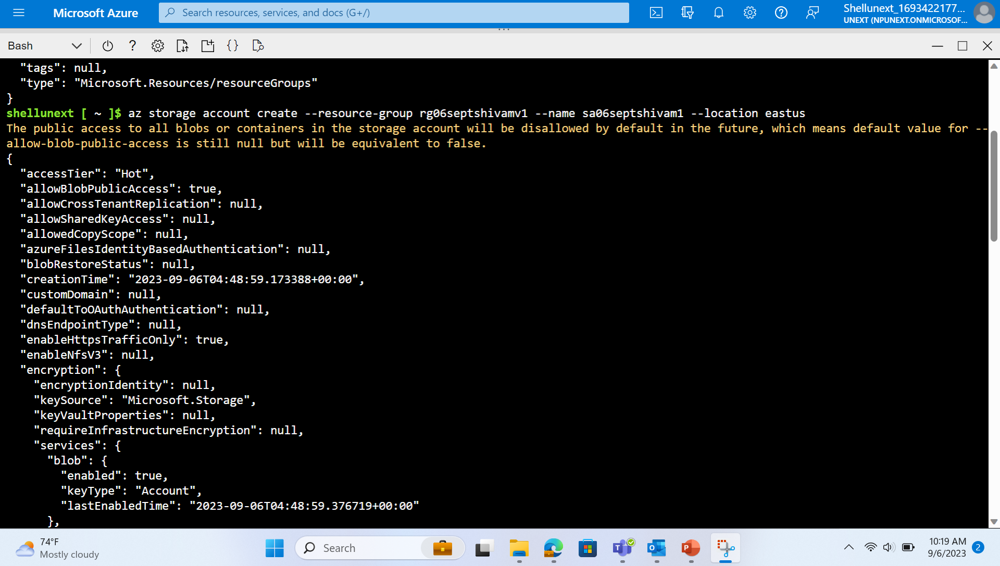 Microsoft Azure
Search resources, services, and docs (G+/)
Shellunext_1693422177...
UNEXT (NPUNEXT.ONMICROSOF...
Bash
"tags": null,
"type": "Microsoft.Resources/resourceGroups"
}
shellunext [ ~ ]$ az storage account create --resource-group rg06septshivamv1 --name sa06septshivam1 --location eastus
The public access to all blobs or containers in the storage account will be disallowed by default in the future, which means default value for --
allow-blob-public-access is still null but will be equivalent to false.
{
"accessTier": "Hot",
"allowBlobPublicAccess": true,
"allowCrossTenantReplication": null,
"allowSharedKeyAccess": null,
"allowedCopyScope": null,
"azureFilesIdentityBasedAuthentication": null,
"blobRestoreStatus": null,
"creationTime": "2023-09-06T04:48:59.173388+00:00",
"customDomain": null,
"defaultToOAuthAuthentication": null,
"dnsEndpointType": null,
"enableHttpsTrafficOnly": true,
"enableNfsV3": null,
"encryption": {
"encryptionIdentity": null,
"keySource": "Microsoft.Storage",
"keyVaultProperties": null,
"requireInfrastructureEncryption": null,
"services": {
"blob": {
"enabled": true,
"keyType": "Account",
"lastEnabledTime": "2023-09-06T04:48:59.376719+00:00"
},
74°F
Mostly cloudy
Search
10:19 AM
9/6/2023
2